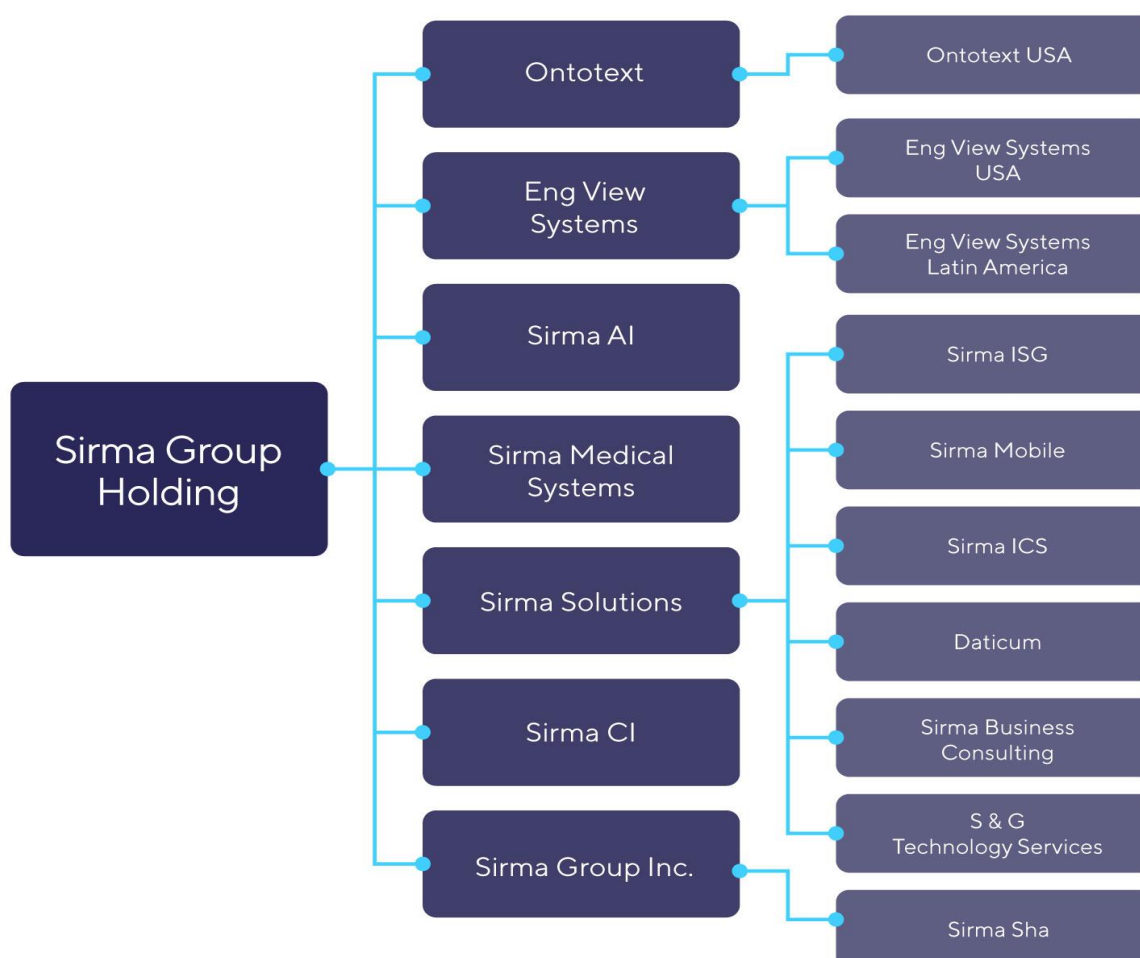 Sirma Group
Holding
Ontotext
Eng View
Systems
Sirma AI
Sirma Medical
Systems
Sirma Solutions
Sirma CI
Sirma Group Inc.
Ontotext USA
Eng View Systems
USA
Eng View Systems
Latin America
Sirma ISG
Sirma Mobile
Sirma ICS
Daticum
Sirma Business
Consulting
S & G
Technology Services
Sirma Sha